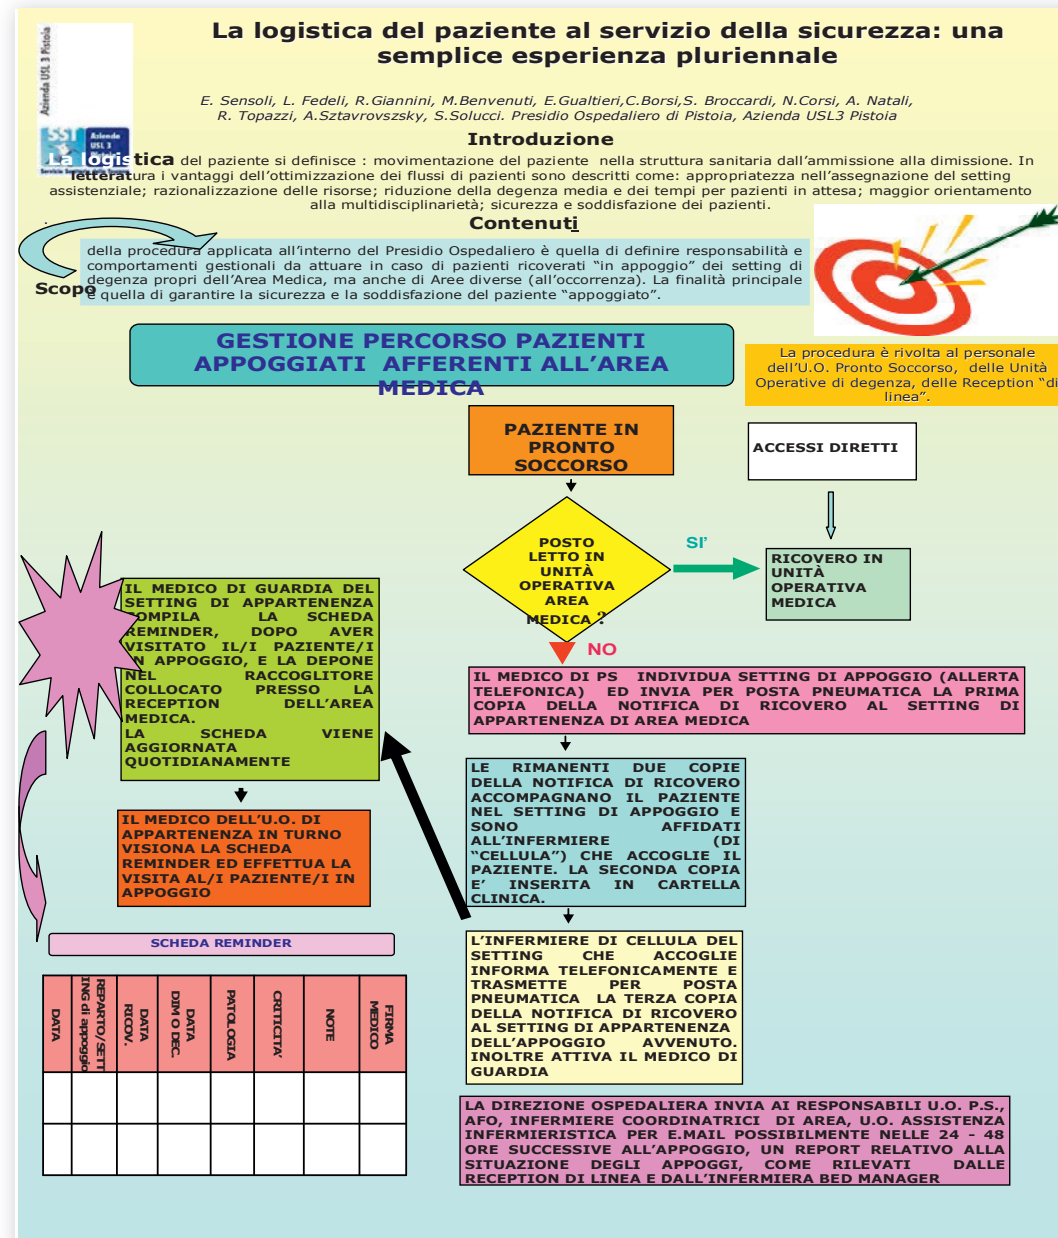 La logistica del paziente al servizio della sicurezza: una
semplice esperienza pluriennale
Azienda USL 3 Pistoia
E. Sensoli, L. Fedeli, R.Giannini, M.Benvenuti, E.Gualtieri,C.Borsi,S. Broccardi, N.Corsi, A. Natali,
R. Topazzi, A.Sztavrovszsky, S.Solucci. Presidio Ospedaliero di Pistoia, Azienda USL3 Pistoia
SST Azienda
USL 3
Introduzione
La logistica del paziente si definisce : movimentazione del paziente nella struttura sanitaria dall’ammissione alla dimissione. In
letteratura i vantaggi dell’ottimizzazione dei flussi di pazienti sono descritti come: appropriatezza nell’assegnazione del setting
assistenziale; razionalizzazione delle risorse; riduzione della degenza media e dei tempi per pazienti in attesa; maggior orientamento
alla multidisciplinarietà; sicurezza e soddisfazione dei pazienti.
.
Contenuti
Scopo
della procedura applicata all’interno del Presidio Ospedaliero è quella di definire responsabilità e
comportamenti gestionali da attuare in caso di pazienti ricoverati “in appoggio” dei setting di
degenza propri dell’Area Medica, ma anche di Aree diverse (all’occorrenza). La finalità principale
è quella di garantire la sicurezza e la soddisfazione del paziente “appoggiato”.
GESTIONE PERCORSO PAZIENTI
APPOGGIATI AFFERENTI ALL’AREA
MEDICA
La procedura è rivolta al personale
dell’U.O. Pronto Soccorso, delle Unità
Operative di degenza, delle Reception “di
linea”.
PAZIENTE IN
PRONTO
SOCCORSO
ACCESSI DIRETTI
POSTO
LETTO IN
UNITÀ
OPERATIVA
AREA
MEDICA ?
SI’
RICOVERO IN
UNITÀ
OPERATIVA
MEDICA
NO
IL MEDICO DI PS INDIVIDUA SETTING DI APPOGGIO (ALLERTA
TELEFONICA) ED INVIA PER POSTA PNEUMATICA LA PRIMA
COPIA DELLA NOTIFICA DI RICOVERO AL SETTING DI
APPARTENENZA DI AREA MEDICA
LE RIMANENTI DUE COPIE
DELLA NOTIFICA DI RICOVERO
ACCOMPAGNANO IL PAZIENTE
NEL SETTING DI APPOGGIO E
SONO AFFIDATI
ALL’INFERMIERE (DI
“CELLULA”) CHE ACCOGLIE IL
PAZIENTE. LA SECONDA COPIA
E’ INSERITA IN CARTELLA
CLINICA.
L’INFERMIERE DI CELLULA DEL
SETTING CHE ACCOGLIE
INFORMA TELEFONICAMENTE E
TRASMETTE PER POSTA
PNEUMATICA LA TERZA COPIA
DELLA NOTIFICA DI RICOVERO
AL SETTING DI APPARTENENZA
DELL’APPOGGIO AVVENUTO.
INOLTRE ATTIVA IL MEDICO DI
GUARDIA
IL MEDICO DI GUARDIA DEL
SETTING DI APPARTENENZA
COMPILA LA SCHEDA
REMINDER, DOPO AVER
VISITATO IL/I PAZIENTE/I
IN APPOGGIO, E LA DEPONE
NEL RACCOGLITORE
COLLOCATO PRESSO LA
RECEPTION DELL’AREA
MEDICA.
LA SCHEDA VIENE
AGGIORNATA
QUOTIDIANAMENTE
IL MEDICO DELL’U.O. DI
APPARTENENZA IN TURNO
VISIONA LA SCHEDA
REMINDER ED EFFETTUA LA
VISITA AL/I PAZIENTE/I IN
APPOGGIO
SCHEDA REMINDER
DATA
REPARTO/SETT
ING di appoggio
DATA
RICOV.
DATA
DIM O DEC.
PATOLOGIA
CRITICITA’
NOTE
FIRMA
MEDICO
LA DIREZIONE OSPEDALIERA INVIA AI RESPONSABILI U.O. P.S.,
AFO, INFERMIERE COORDINATRICI DI AREA, U.O. ASSISTENZA
INFERMIERISTICA PER E.MAIL POSSIBILMENTE NELLE 24 - 48
ORE SUCCESSIVE ALL’APPOGGIO, UN REPORT RELATIVO ALLA
SITUAZIONE DEGLI APPOGGI, COME RILEVATI DALLE
RECEPTION DI LINEA E DALL’INFERMIERA BED MANAGER